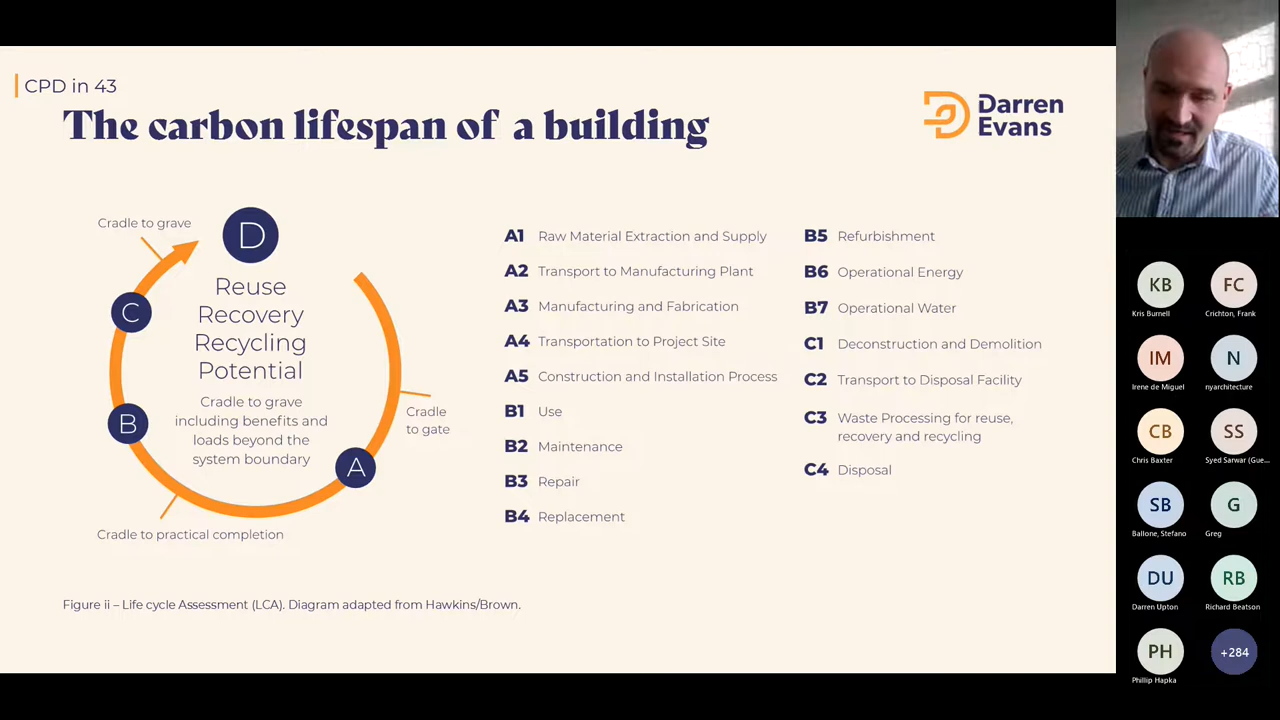 CPD in 43
The carbon lifespan of a building
Darren
Evans
Cradle to grave
D
C
Reuse
Recovery
Recycling
Potential
Cradle to grave
including benefits and
loads beyond the
system boundary
B
A
Cradle
to gate
Cradle to practical completion
A1 Raw Material Extraction and Supply
A2 Transport to Manufacturing Plant
A3 Manufacturing and Fabrication
A4 Transportation to Project Site
A5 Construction and Installation Process
B1 Use
B2 Maintenance
B3 Repair
B4 Replacement
B5 Refurbishment
B6 Operational Energy
B7 Operational Water
C1 Deconstruction and Demolition
C2 Transport to Disposal Facility
C3 Waste Processing for reuse,
recovery and recycling
C4 Disposal
Figure ii – Life cycle Assessment (LCA). Diagram adapted from Hawkins/Brown.
KB
Kris Burnell
FC
Crichton, Frank
IM
Irene de Miguel
N
nyarchitecture
CB
Chris Baxter
SS
Syed Sarwar (Gue...
SB
Ballone, Stefano
G
Greg
DU
Darren Upton
RB
Richard Beatson
PH
Phillip Hapka
+284